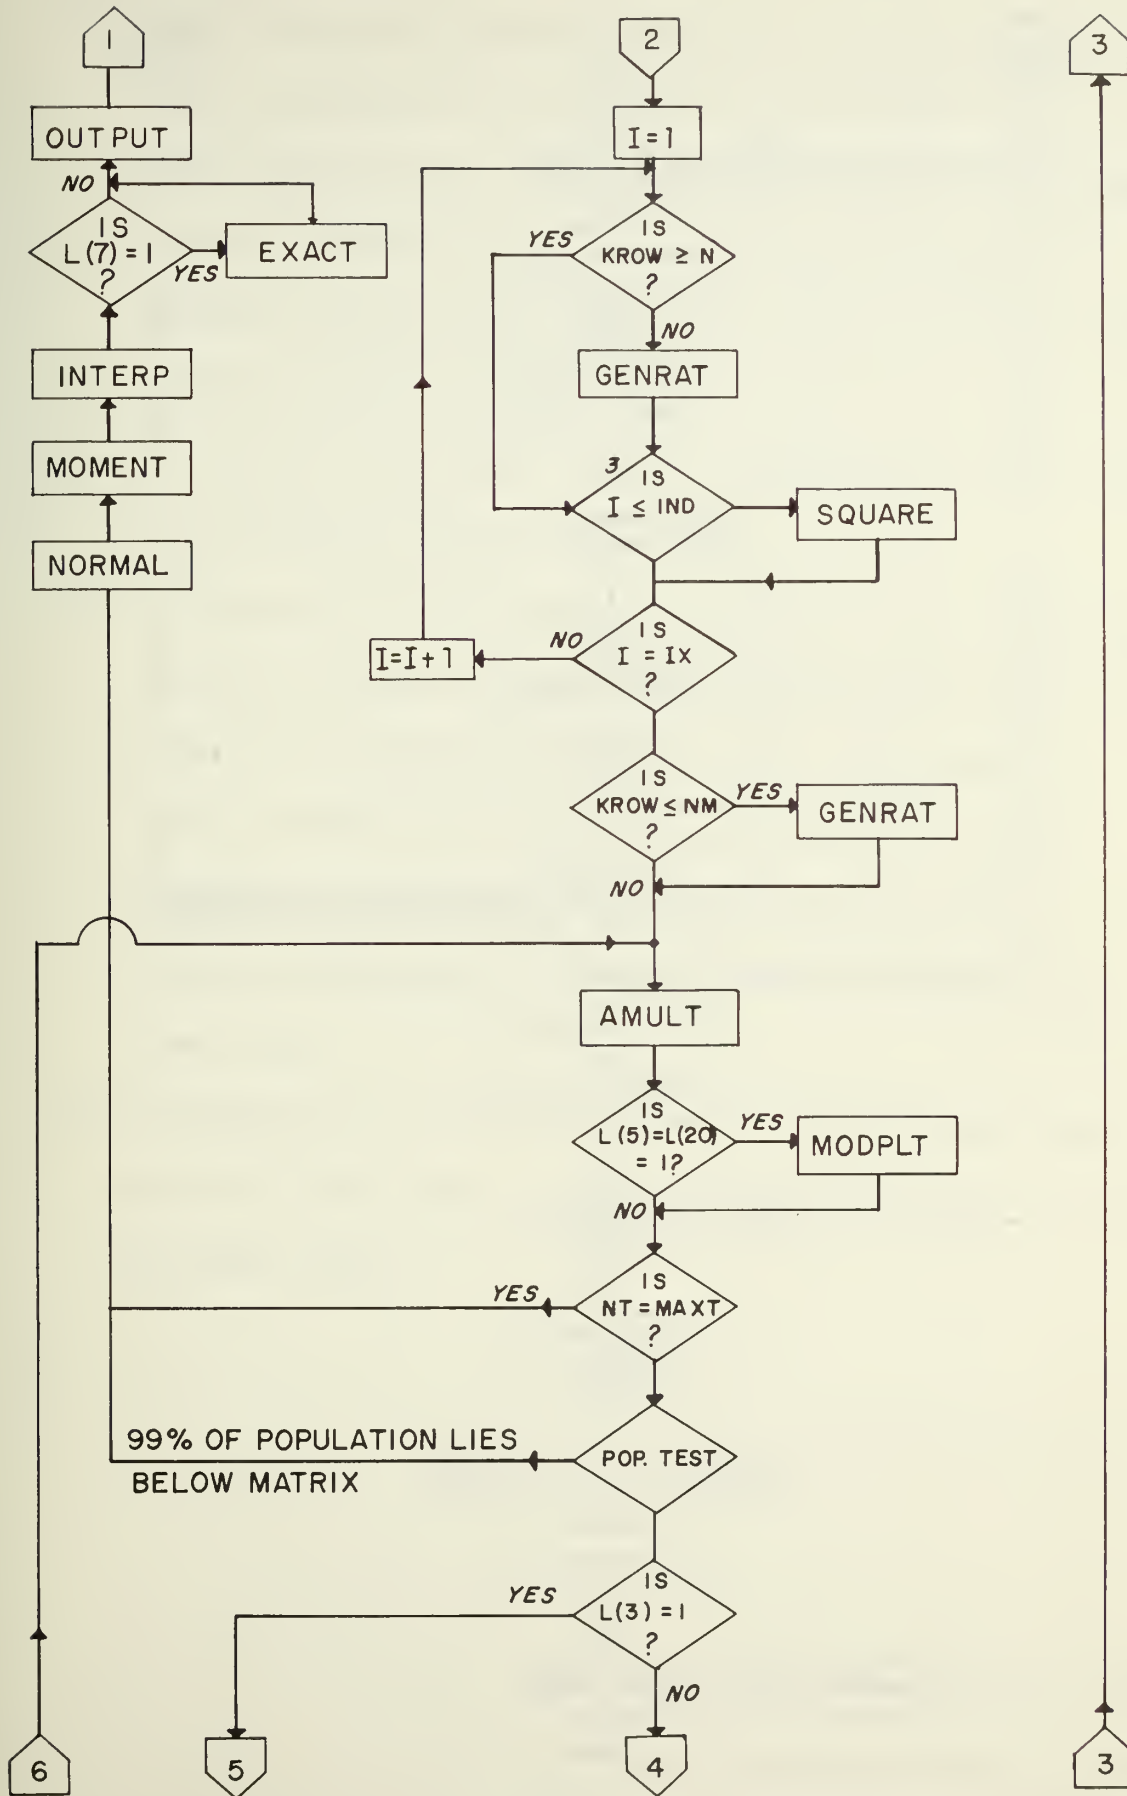 1
OUTPUT
NO
IS
L(7)=1
?
YES
EXACT
INTERP
MOMENT
NORMAL
2
I=1
IS
KROW ≥ N
?
YES
NO
GENRAT
3
IS
I ≤ IND
SQUARE
IS
I = IX
?
NO
I=I+1
IS
KROW ≤ NM
?
YES
GENRAT
NO
AMULT
IS
L(5)=L(20)
= 1?
YES
MODPLT
NO
IS
NT=MAXT
?
YES
POP. TEST
99% OF POPULATION LIES
BELOW MATRIX
IS
L(3)=1
?
YES
NO
6
5
4
3
3